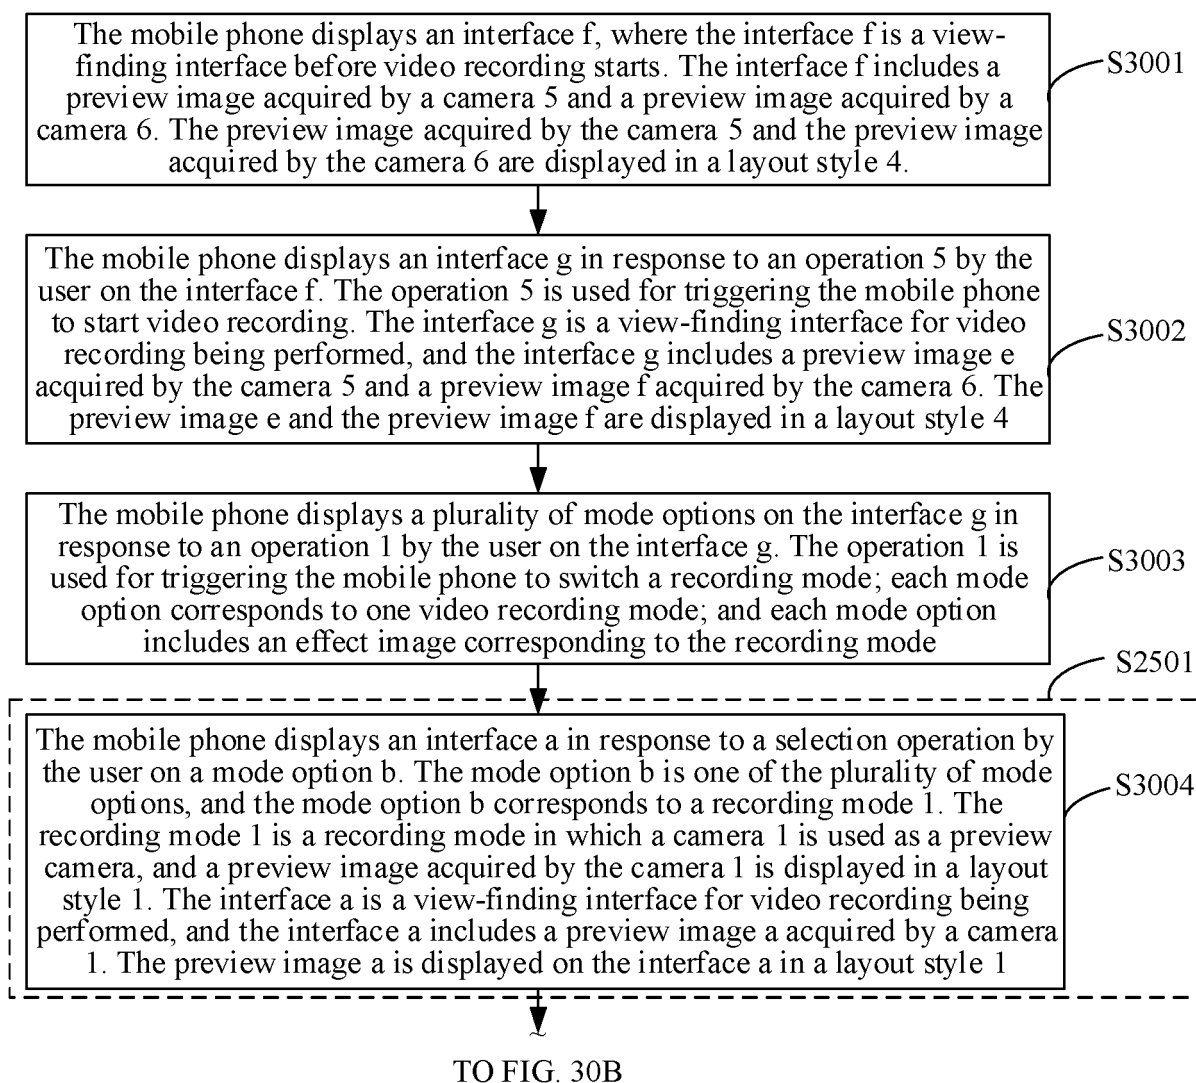 The mobile phone displays an interface f, where the interface f is a view-
finding interface before video recording starts. The interface f includes a
preview image acquired by a camera 5 and a preview image acquired by a
camera 6. The preview image acquired by the camera 5 and the preview image
acquired by the camera 6 are displayed in a layout style 4.
S3001
The mobile phone displays an interface g in response to an operation 5 by the
user on the interface f. The operation 5 is used for triggering the mobile phone
to start video recording. The interface g is a view-finding interface for video
recording being performed, and the interface g includes a preview image e
acquired by the camera 5 and a preview image f acquired by the camera 6. The
preview image e and the preview image f are displayed in a layout style 4
S3002
The mobile phone displays a plurality of mode options on the interface g in
response to an operation 1 by the user on the interface g. The operation 1 is
used for triggering the mobile phone to switch a recording mode; each mode
option corresponds to one video recording mode; and each mode option
includes an effect image corresponding to the recording mode
S3003
S2501
The mobile phone displays an interface a in response to a selection operation by
the user on a mode option b. The mode option b is one of the plurality of mode
options, and the mode option b corresponds to a recording mode 1. The
recording mode 1 is a recording mode in which a camera 1 is used as a preview
camera, and a preview image acquired by the camera 1 is displayed in a layout
style 1. The interface a is a view-finding interface for video recording being
performed, and the interface a includes a preview image a acquired by a camera
1. The preview image a is displayed on the interface a in a layout style 1
S3004
~
TO FIG. 30B